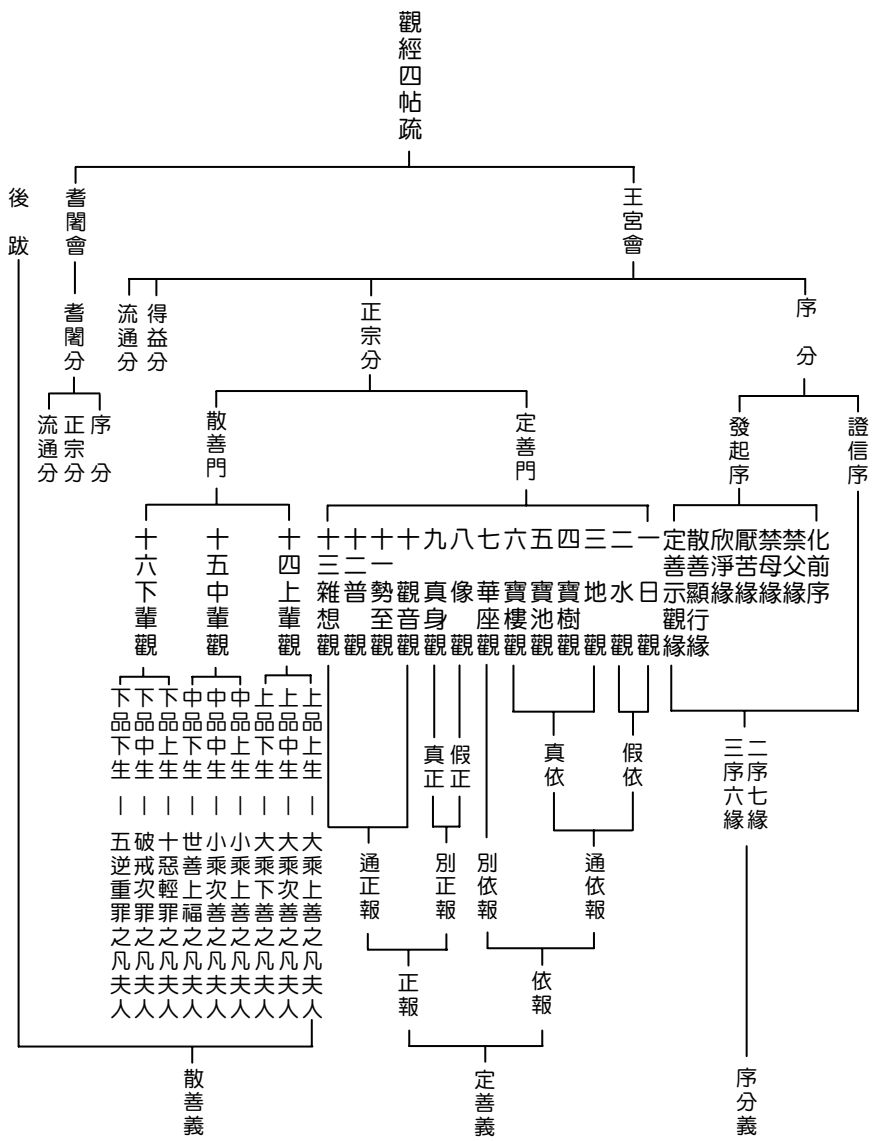 觀經四帖疏
王宮會
耆闍會
後跋
序分
正宗分
得益分
流通分
耆闍分
證信序
發起序
定善門
散善門
序分
正宗分
流通分
化前序
禁父緣
禁母緣
厭苦緣
欣淨緣
散善顯行緣
定善示觀緣
一日觀
二水觀
三地觀
四寶樹觀
五寶池觀
六寶樓觀
七華座觀
八像觀
九真身觀
十觀音觀
十一勢至觀
十二普觀
十三雜想觀
十四上輩觀
十五中輩觀
十六下輩觀
上品上生—大乘上善之凡夫人
上品中生—大乘次善之凡夫人
上品下生—大乘下善之凡夫人
中品上生—小乘上善之凡夫人
中品中生—小乘次善之凡夫人
中品下生—世善上福之凡夫人
下品上生—十惡輕罪之凡夫人
下品中生—破戒次罪之凡夫人
下品下生—五逆重罪之凡夫人
二序七緣
三序六緣
假依
真依
假正
真正
通依報
別依報
別正報
通正報
依報
正報
序分義
定善義
散善義